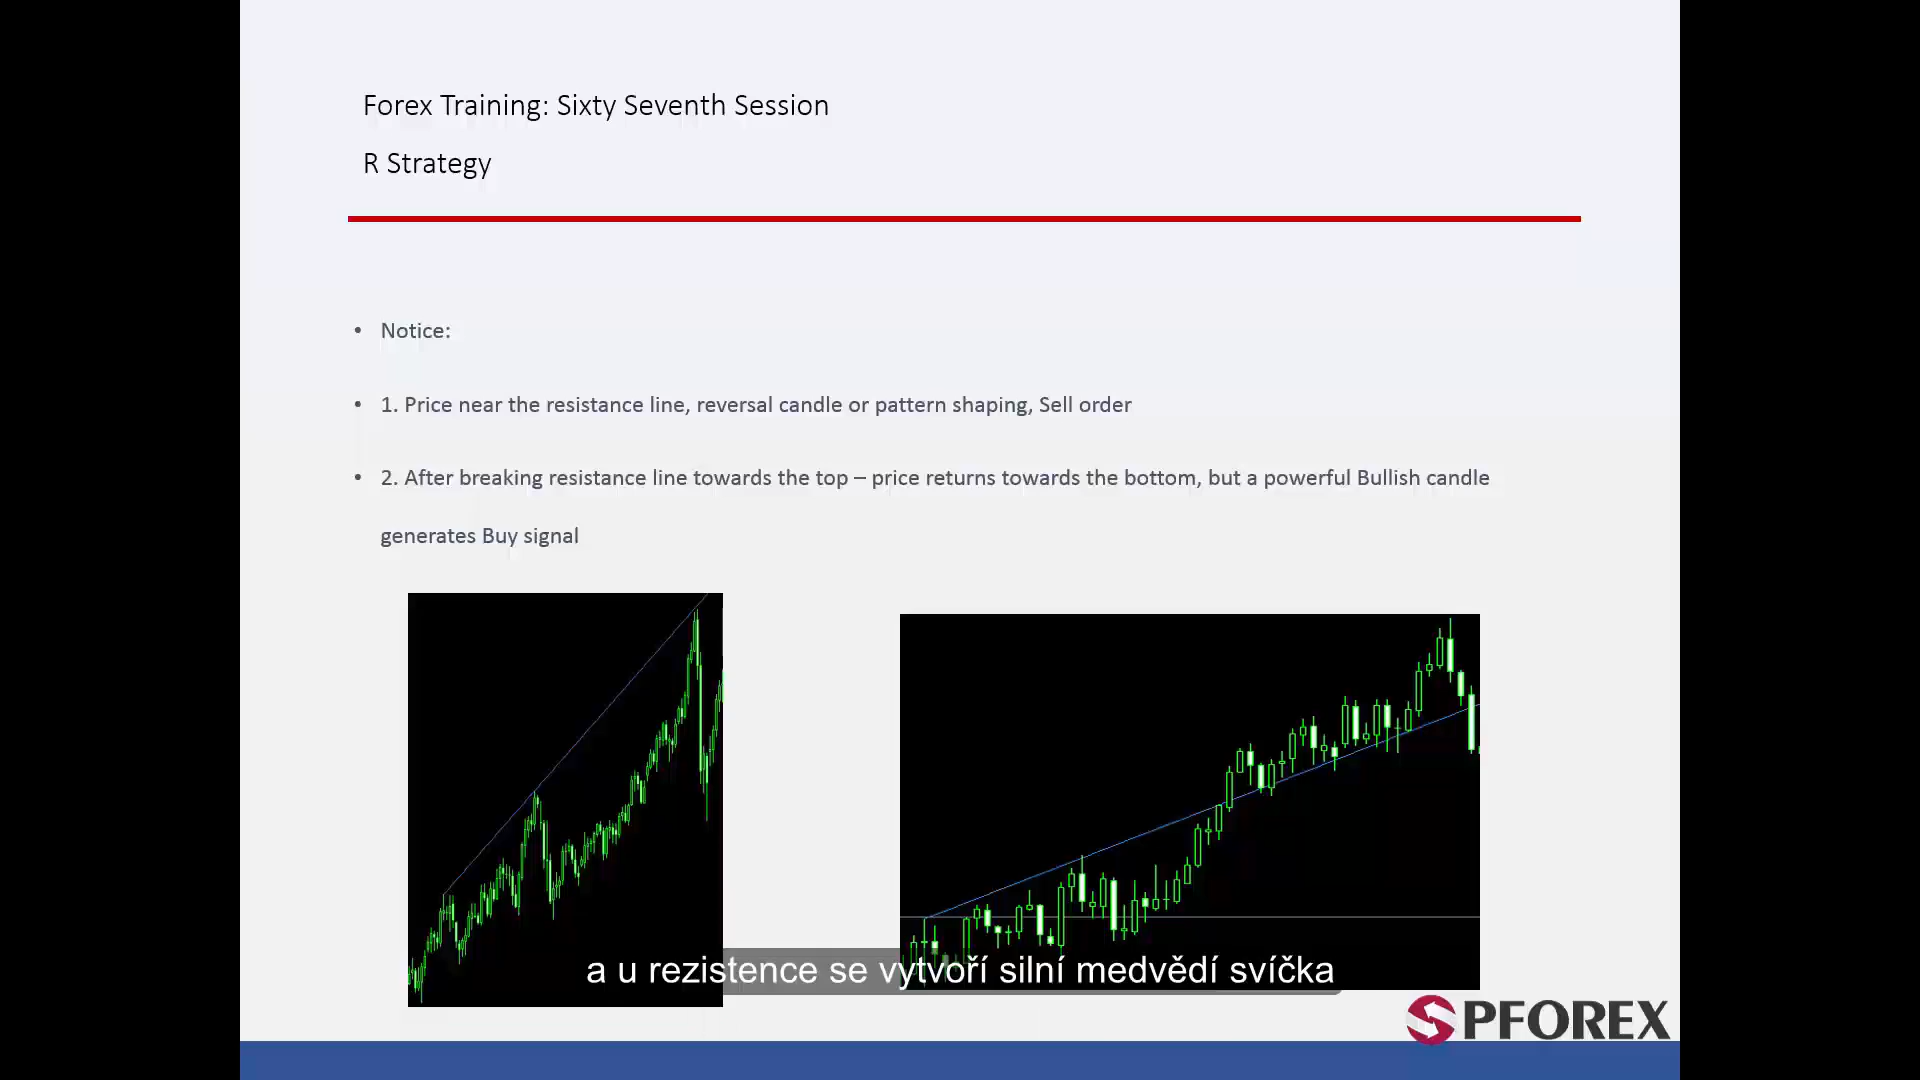 Forex Training: Sixty Seventh Session
R Strategy
• Notice:
• 1. Price near the resistance line, reversal candle or pattern shaping, Sell order
• 2. After breaking resistance line towards the top – price returns towards the bottom, but a powerful Bullish candle
generates Buy signal
a u rezistence se vytvoří silní medvědí svíčka
PFOREX